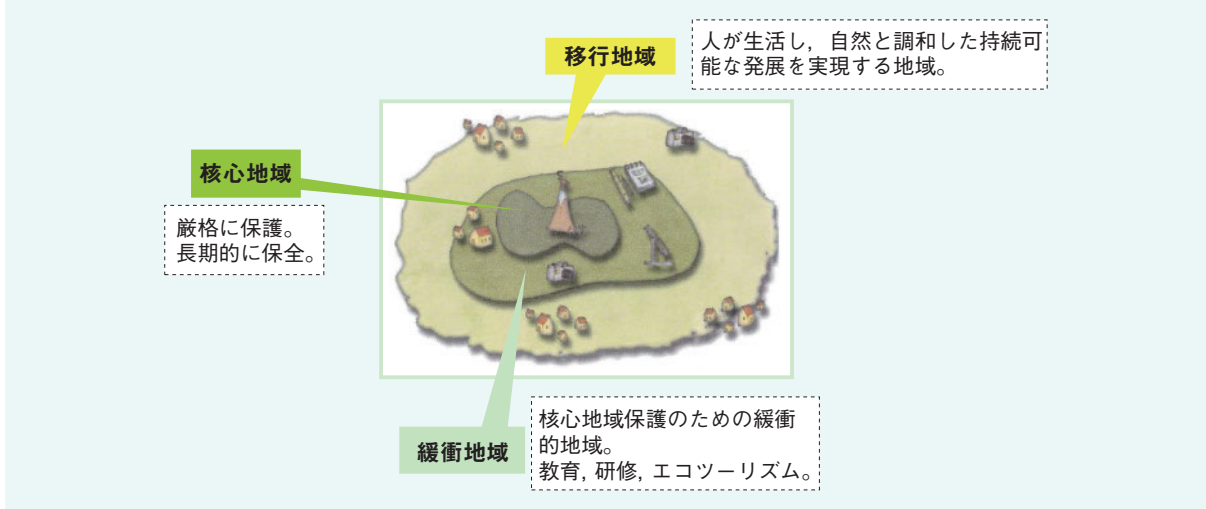 移行地域
人が生活し，自然と調和した持続可
能な発展を実現する地域。
核心地域
厳格に保護。
長期的に保全。
緩衝地域
核心地域保護のための緩衝
的地域。
教育，研修，エコツーリズム。